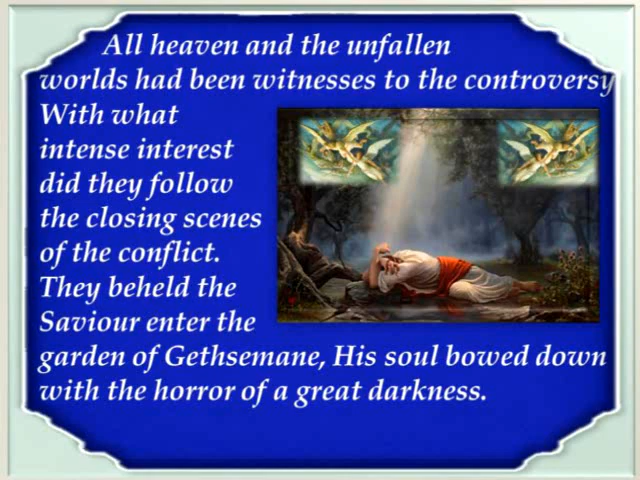 All heaven and the unfallen
worlds had been witnesses to the controversy
With what
intense interest
did they follow
the closing scenes
of the conflict.
They beheld the
Saviour enter the
garden of Gethsemane, His soul bowed down
with the horror of a great darkness.